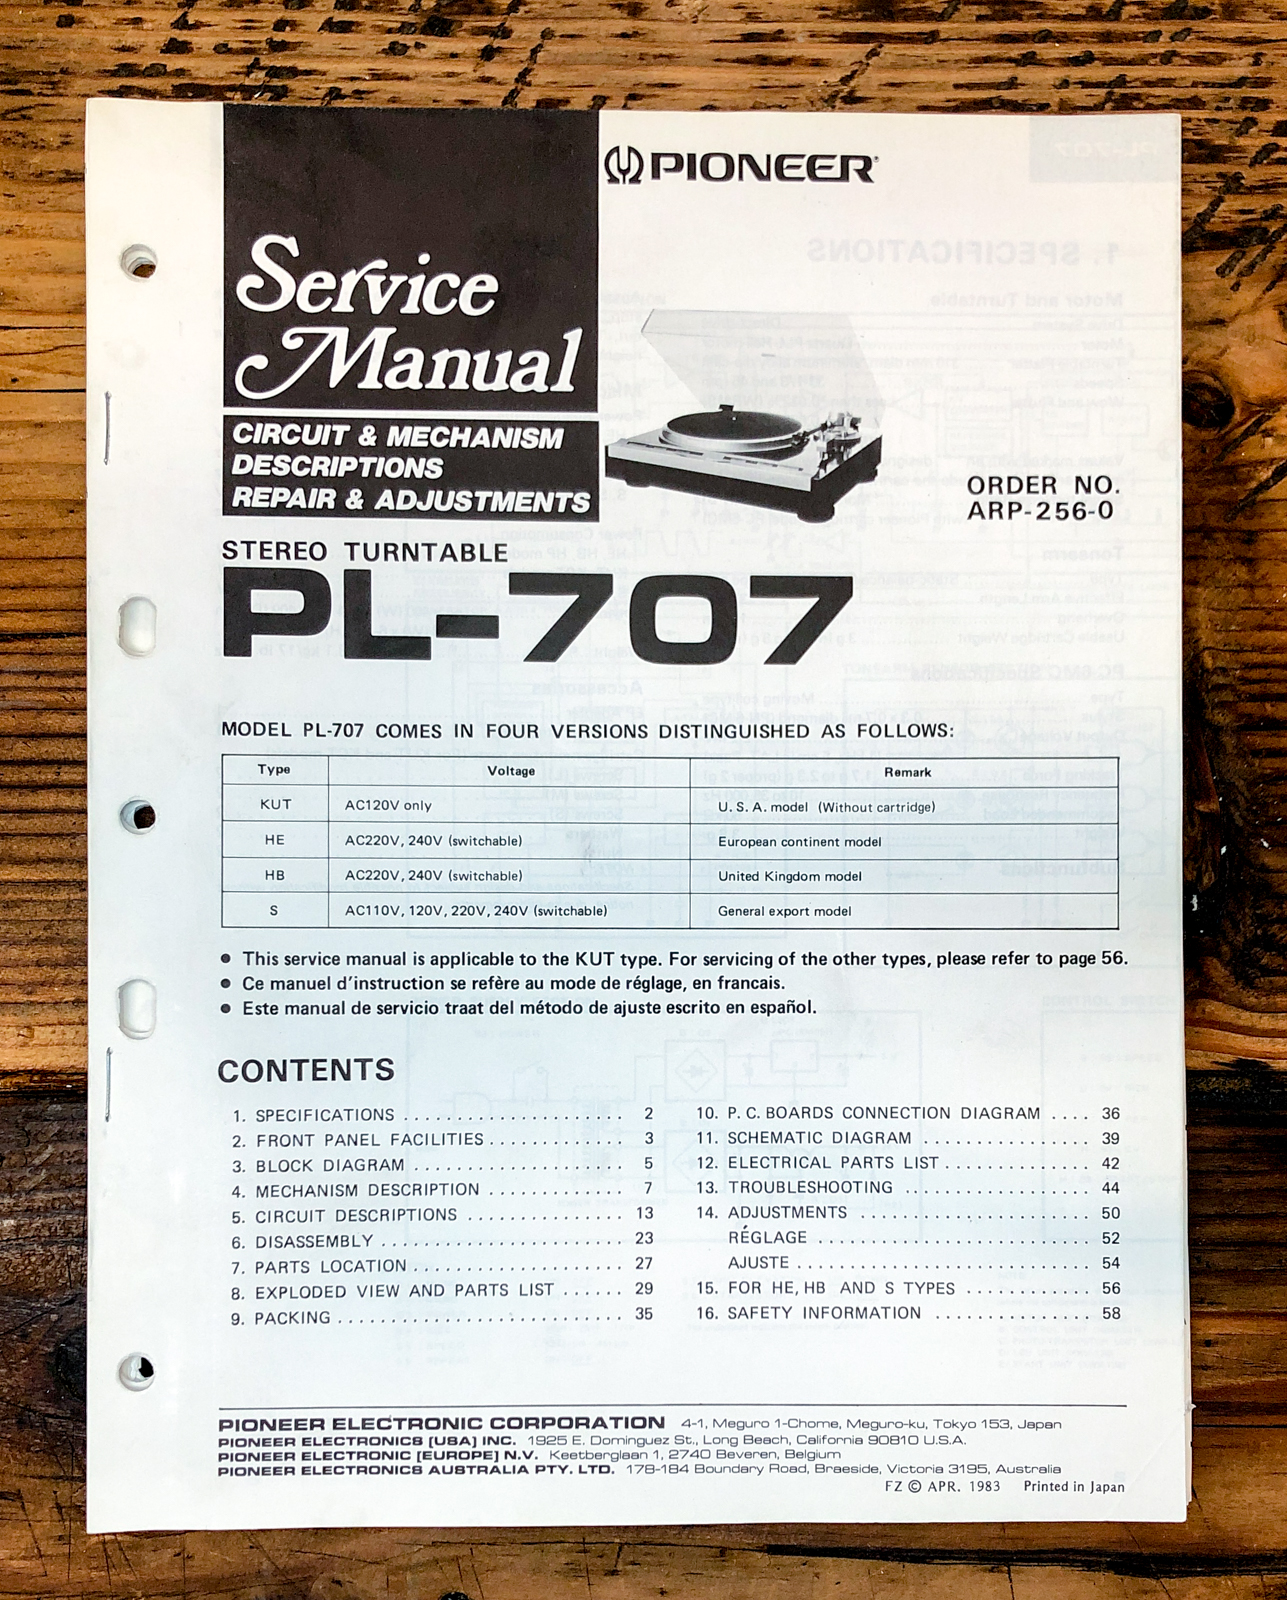 PIONEER
Service
Manual
CIRCUIT & MECHANISM
DESCRIPTIONS
REPAIR & ADJUSTMENTS
ORDER NO.
ARP-256-0
STEREO TURNTABLE
PL-707
MODEL PL-707 COMES IN FOUR VERSIONS DISTINGUISHED AS FOLLOWS:
Type Voltage Remark
KUT AC120V only U. S. A. model (Without cartridge)
HE AC220V, 240V (switchable) European continent model
HB AC220V, 240V (switchable) United Kingdom model
S AC110V, 120V, 220V, 240V (switchable) General export model
● This service manual is applicable to the KUT type. For servicing of the other types, please refer to page 56.
● Ce manuel d'instruction se refère au mode de réglage, en francais.
● Este manual de servicio traat del método de ajuste escrito en español.
CONTENTS
1. SPECIFICATIONS ..................... 2
2. FRONT PANEL FACILITIES ............. 3
3. BLOCK DIAGRAM .................... 5
4. MECHANISM DESCRIPTION ............. 7
5. CIRCUIT DESCRIPTIONS ............... 13
6. DISASSEMBLY ....................... 23
7. PARTS LOCATION .................... 27
8. EXPLODED VIEW AND PARTS LIST ...... 29
9. PACKING ........................... 35
10. P. C. BOARDS CONNECTION DIAGRAM .... 36
11. SCHEMATIC DIAGRAM ................ 39
12. ELECTRICAL PARTS LIST .............. 42
13. TROUBLESHOOTING .................. 44
14. ADJUSTMENTS ...................... 50
RÉGLAGE .......................... 52
AJUSTE ............................ 54
15. FOR HE, HB AND S TYPES ............ 56
16. SAFETY INFORMATION ............... 58
PIONEER ELECTRONIC CORPORATION 4-1, Meguro 1-Chome, Meguro-ku, Tokyo 153, Japan
PIONEER ELECTRONICS [USA] INC. 1925 E. Dominguez St., Long Beach, California 90810 U.S.A.
PIONEER ELECTRONIC [EUROPE] N.V. Keetberglaan 1, 2740 Beveren, Belgium
PIONEER ELECTRONICS AUSTRALIA PTY. LTD. 178-184 Boundary Road, Braeside, Victoria 3195, Australia
FZ © APR. 1983 Printed in Japan